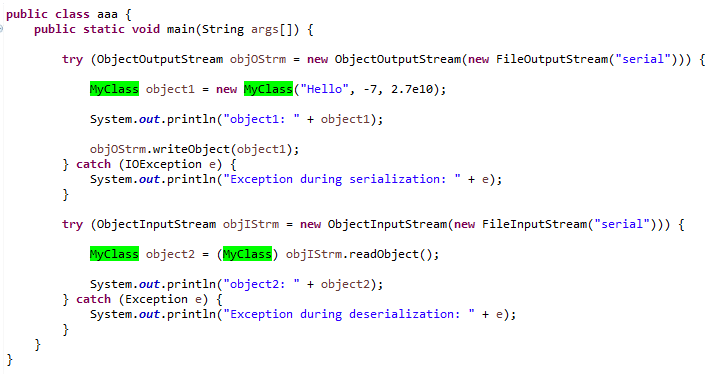 public class aaa {
    public static void main(String args[]) {
        try (ObjectOutputStream objOStrm = new ObjectOutputStream(new FileOutputStream("serial"))) {
            MyClass object1 = new MyClass("Hello", -7, 2.7e10);
            System.out.println("object1: " + object1);
            objOStrm.writeObject(object1);
        } catch (IOException e) {
            System.out.println("Exception during serialization: " + e);
        }
        try (ObjectInputStream objIStrm = new ObjectInputStream(new FileInputStream("serial"))) {
            MyClass object2 = (MyClass) objIStrm.readObject();
            System.out.println("object2: " + object2);
        } catch (Exception e) {
            System.out.println("Exception during deserialization: " + e);
        }
    }
}